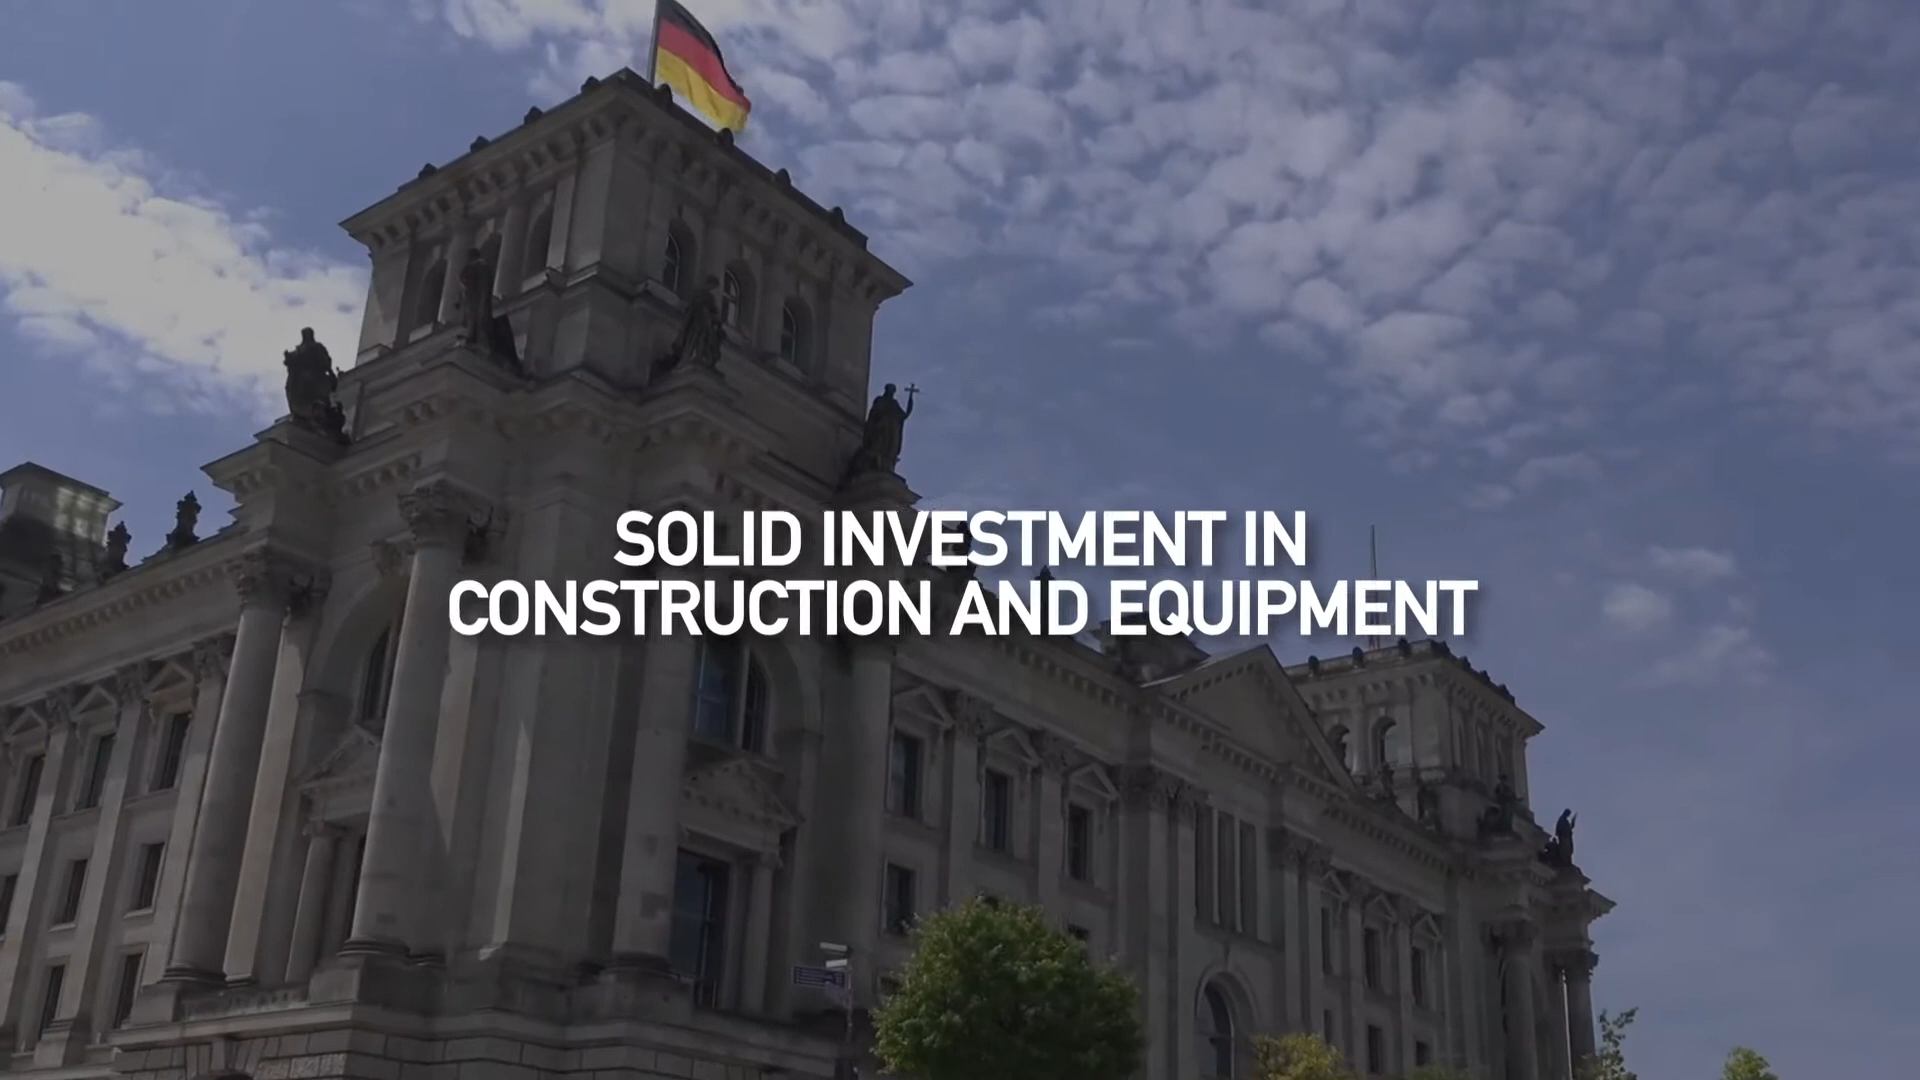 SOLID INVESTMENT IN
CONSTRUCTION AND EQUIPMENT